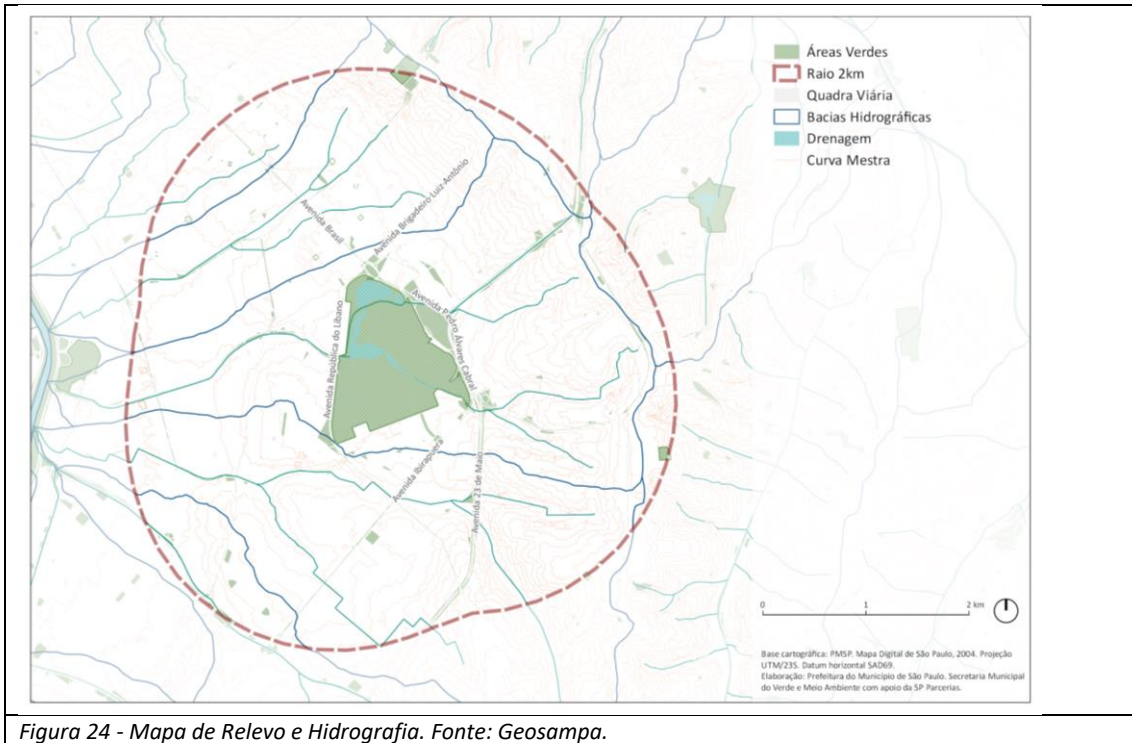 Áreas Verdes
Raio 2km
Quadra Viária
Bacias Hidrográficas
Drenagem
Curva Mestra
Avenida Brasil
Avenida Brigadeiro Luiz Antônio
Avenida República do Líbano
Avenida Pedro Álvares Cabral
Avenida Ibirapuera
Avenida 23 de Maio
0 1 2 km
Base cartográfica: PMSP. Mapa Digital de São Paulo, 2004. Projeção
UTM/23S. Datum horizontal SAD69.
Elaboração: Prefeitura do Município de São Paulo. Secretaria Municipal
do Verde e Meio Ambiente com apoio da SP Parcerias.
Figura 24 - Mapa de Relevo e Hidrografia. Fonte: Geosampa.